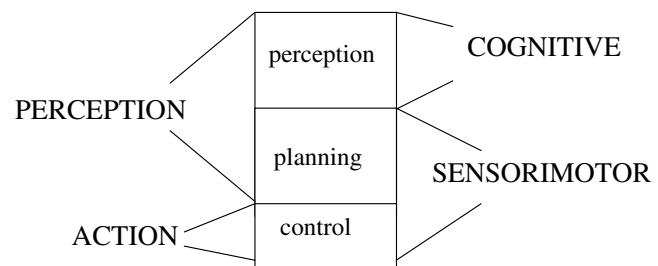 perception
COGNITIVE
PERCEPTION
planning
SENSORIMOTOR
control
ACTION